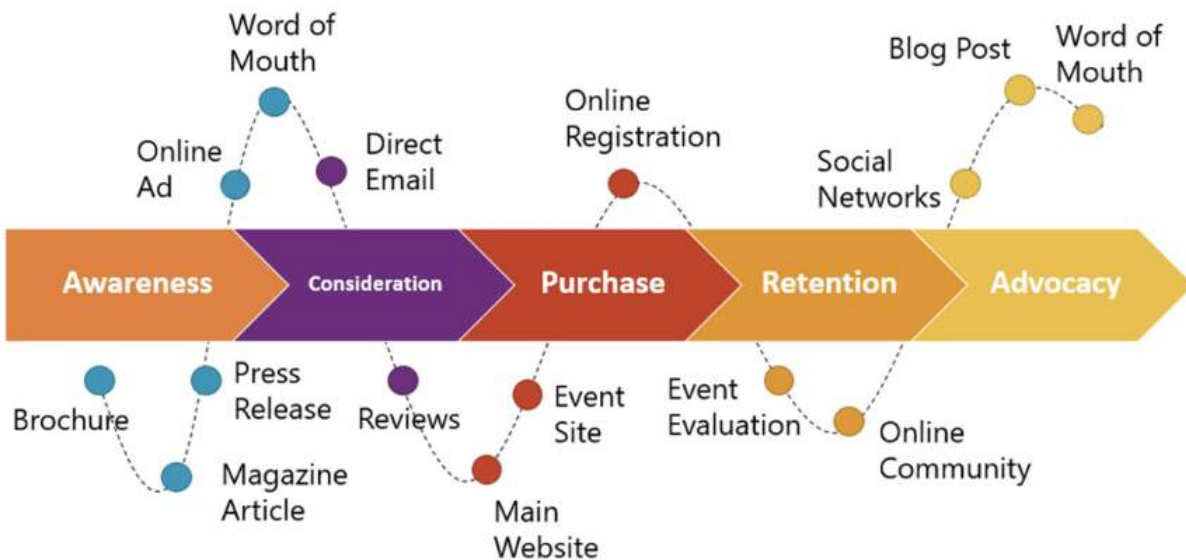 Word of
Mouth
Online
Ad
Direct
Email
Online
Registration
Blog Post
Word of
Mouth
Social
Networks
Awareness
Consideration
Purchase
Retention
Advocacy
Brochure
Press
Release
Magazine
Article
Reviews
Main
Website
Event
Site
Event
Evaluation
Online
Community